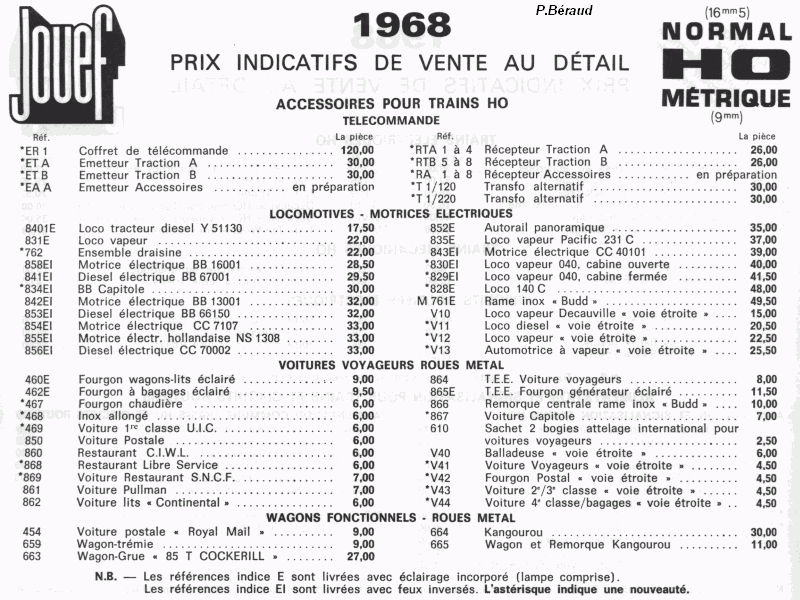 Jouef
1968
P.Béraud
PRIX INDICATIFS DE VENTE AU DÉTAIL
(16 mm 5)
NORMAL
HO
MÉTRIQUE
(9 mm)
ACCESSOIRES POUR TRAINS HO
TELECOMMANDE
Réf. La pièce
*ER 1 Coffret de télécommande ............ 120,00
*ET A Emetteur Traction A ............ 30,00
*ET B Emetteur Traction B ............ 30,00
*EA A Emetteur Accessoires ............ en préparation
Réf. La pièce
*RTA 1 à 4 Récepteur Traction A ............ 26,00
*RTB 5 à 8 Récepteur Traction B ............ 26,00
*RA 1 à 8 Récepteur Accessoires ............ en préparation
*T 1/120 Transfo alternatif ............ 30,00
*T 1/220 Transfo alternatif ............ 30,00
LOCOMOTIVES - MOTRICES ELECTRIQUES
8401E Loco tracteur diesel Y 51130 ............ 17,50
831E Loco vapeur ............ 22,00
*762 Ensemble draisine ............ 22,00
858EI Motrice électrique BB 16001 ............ 28,50
841EI Diesel électrique BB 67001 ............ 29,50
*834EI BB Capitole ............ 30,00
842EI Motrice électrique BB 13001 ............ 32,00
853EI Diesel électrique BB 66150 ............ 32,00
854EI Motrice électrique CC 7107 ............ 33,00
855EI Motrice électr. hollandaise NS 1308 ............ 33,00
856EI Diesel électrique CC 70002 ............ 33,00
852E Autorail panoramique ............ 35,00
835E Loco vapeur Pacific 231 C ............ 37,00
843EI Motrice électrique CC 40101 ............ 39,00
*830EI Loco vapeur 040, cabine ouverte ............ 40,00
*829EI Loco vapeur 040, cabine fermée ............ 41,50
*828E Loco 140 C ............ 48,00
M 761E Rame inox « Budd » ............ 49,50
V10 Loco vapeur Decauville « voie étroite » ............ 15,00
*V11 Loco diesel « voie étroite » ............ 20,50
*V12 Loco vapeur « voie étroite » ............ 22,50
*V13 Automotrice à vapeur « voie étroite » ............ 25,50
VOITURES VOYAGEURS ROUES METAL
460E Fourgon wagons-lits éclairé ............ 9,00
462E Fourgon à bagages éclairé ............ 9,50
*467 Fourgon chaudière ............ 6,00
*468 Inox allongé ............ 6,00
*469 Voiture 1re classe U.I.C. ............ 6,00
850 Voiture Postale ............ 6,00
860 Restaurant C.I.W.L. ............ 6,00
*868 Restaurant Libre Service ............ 6,00
*869 Voiture Restaurant S.N.C.F. ............ 7,00
861 Voiture Pullman ............ 7,00
862 Voiture lits « Continental » ............ 6,00
864 T.E.E. Voiture voyageurs ............ 8,00
865E T.E.E. Fourgon générateur éclairé ............ 11,50
866 Remorque centrale rame inox « Budd » ............ 10,00
*867 Voiture Capitole ............ 7,00
610 Sachet 2 bogies attelage international pour
voitures voyageurs ............ 2,50
V40 Balladeuse « voie étroite » ............ 6,00
*V41 Voiture Voyageurs « voie étroite » ............ 4,50
*V42 Fourgon Postal « voie étroite » ............ 4,50
*V43 Voiture 2e/3e classe « voie étroite » ............ 4,50
*V44 Voiture 4e classe/bagages « voie étroite » .. 4,50
WAGONS FONCTIONNELS - ROUES METAL
454 Voiture postale « Royal Mail » ............ 9,00
659 Wagon-trémie ............ 9,00
663 Wagon-Grue « 85 T COCKERILL » ............ 27,00
664 Kangourou ............ 30,00
665 Wagon et Remorque Kangourou ............ 11,00
N.B. — Les références indice E sont livrées avec éclairage incorporé (lampe comprise).
Les références indice EI sont livrées avec feux inversés. L'astérisque indique une nouveauté.